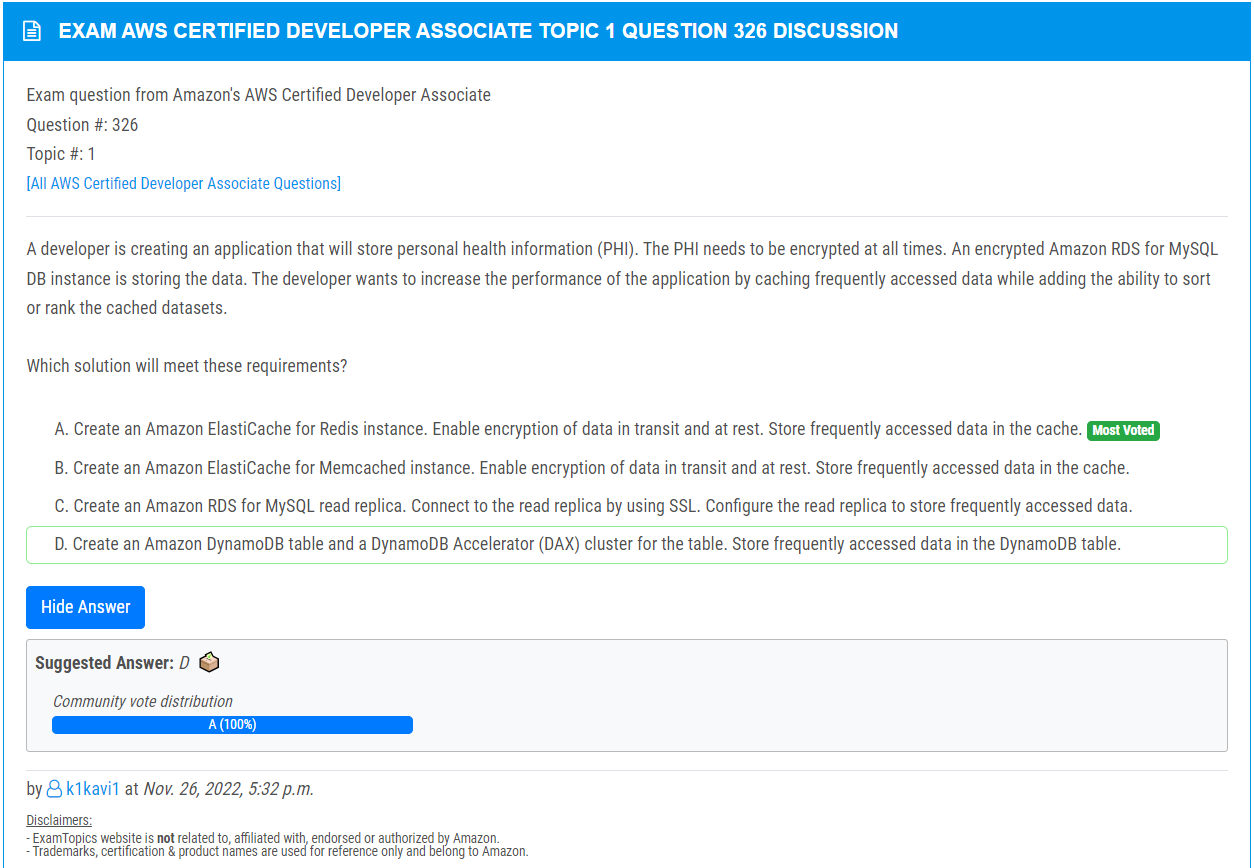 EXAM AWS CERTIFIED DEVELOPER ASSOCIATE TOPIC 1 QUESTION 326 DISCUSSION
Exam question from Amazon's AWS Certified Developer Associate
Question #: 326
Topic #: 1
[All AWS Certified Developer Associate Questions]
A developer is creating an application that will store personal health information (PHI). The PHI needs to be encrypted at all times. An encrypted Amazon RDS for MySQL
DB instance is storing the data. The developer wants to increase the performance of the application by caching frequently accessed data while adding the ability to sort
or rank the cached datasets.
Which solution will meet these requirements?
A. Create an Amazon ElastiCache for Redis instance. Enable encryption of data in transit and at rest. Store frequently accessed data in the cache. Most Voted
B. Create an Amazon ElastiCache for Memcached instance. Enable encryption of data in transit and at rest. Store frequently accessed data in the cache.
C. Create an Amazon RDS for MySQL read replica. Connect to the read replica by using SSL. Configure the read replica to store frequently accessed data.
D. Create an Amazon DynamoDB table and a DynamoDB Accelerator (DAX) cluster for the table. Store frequently accessed data in the DynamoDB table.
Hide Answer
Suggested Answer: D
Community vote distribution
A (100%)
by k1kavi1 at Nov. 26, 2022, 5:32 p.m.
Disclaimers:
- ExamTopics website is not related to, affiliated with, endorsed or authorized by Amazon.
- Trademarks, certification & product names are used for reference only and belong to Amazon.